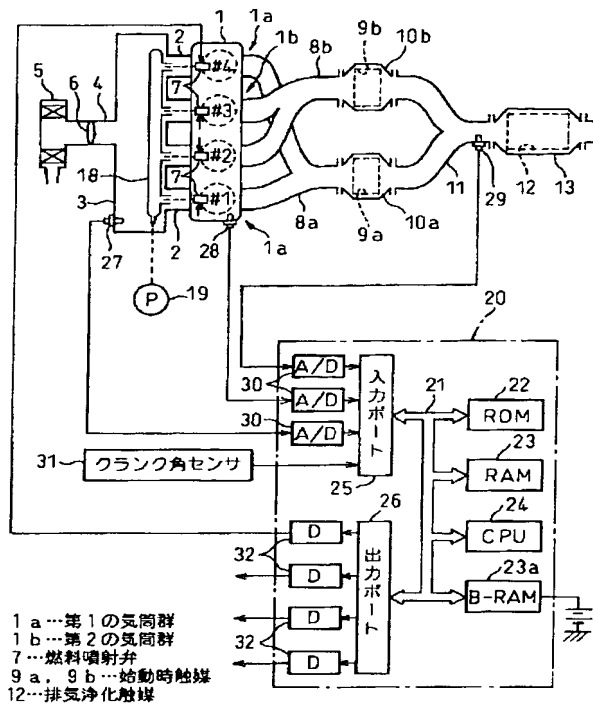 1 1a
2 1b 8b 9b 10b
5 6 4
#4
7
#3
#2
7
#1
18
3
27 2 28 1a 8a 9a 10a 11 29 12 13
P 19
20
A/D
30 A/D
30 A/D
入力ポート
21 22
ROM
23
RAM
31 クランク角センサ
25
24
CPU
26
23a
B-RAM
出力ポート
D
32 D
D
32 D
1a…第1の気筒群
1b…第2の気筒群
7…燃料噴射弁
9a, 9b…始動時触媒
12…排気浄化触媒